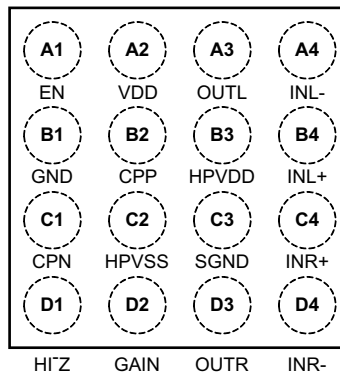 A1 A2 A3 A4
EN VDD OUTL INL-
B1 B2 B3 B4
GND CPP HPVDD INL+
C1 C2 C3 C4
CPN HPVSS SGND INR+
D1 D2 D3 D4
HIZ GAIN OUTR INR-